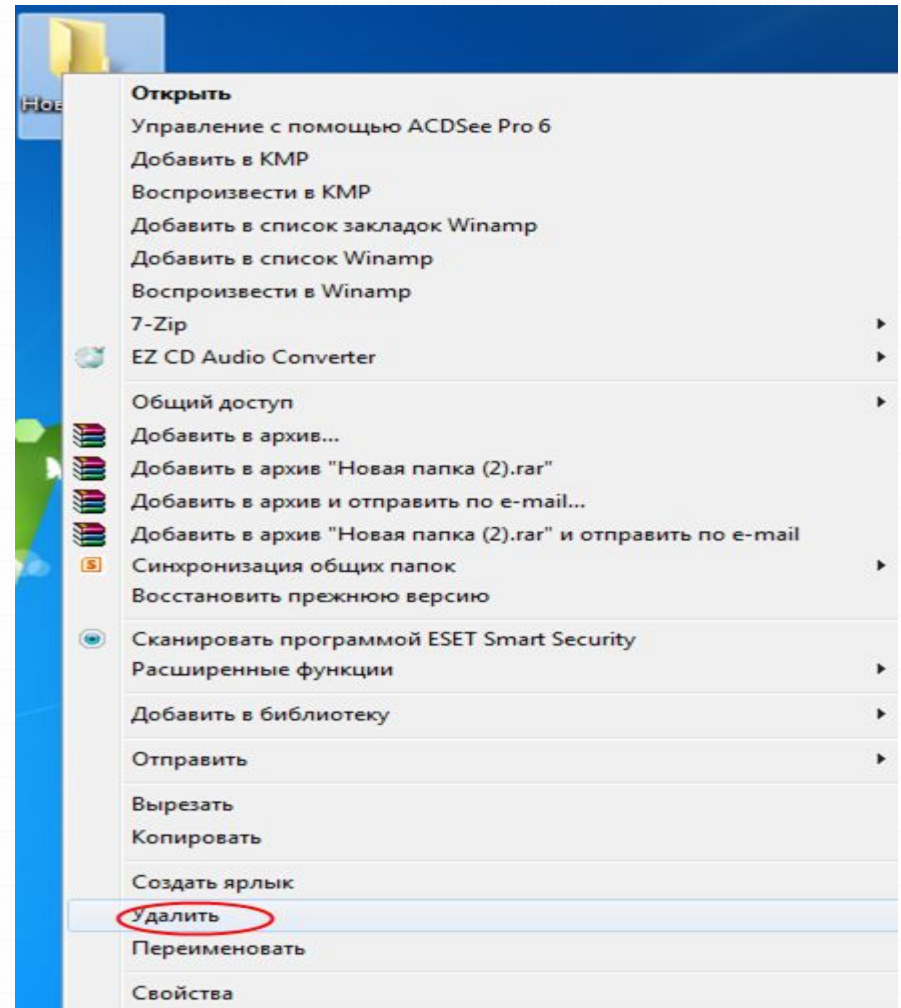 Нов
Открыть
Управление с помощью ACDSee Pro 6
Добавить в KMP
Воспроизвести в KMP
Добавить в список закладок Winamp
Добавить в список Winamp
Воспроизвести в Winamp
7-Zip
EZ CD Audio Converter
Общий доступ
Добавить в архив...
Добавить в архив "Новая папка (2).rar"
Добавить в архив и отправить по e-mail...
Добавить в архив "Новая папка (2).rar" и отправить по e-mail
S Синхронизация общих папок
Восстановить прежнюю версию
Сканировать программой ESET Smart Security
Расширенные функции
Добавить в библиотеку
Отправить
Вырезать
Копировать
Создать ярлык
Удалить
Переименовать
Свойства